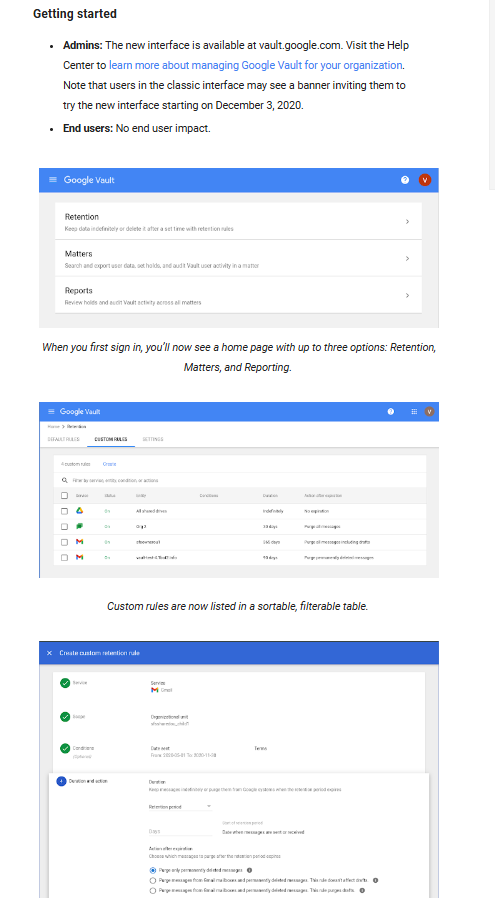 Getting started
Admins: The new interface is available at vault.google.com. Visit the Help
Center to learn more about managing Google Vault for your organization.
Note that users in the classic interface may see a banner inviting them to
try the new interface starting on December 3, 2020.
End users: No end user impact.
Google Vault
V
Retention
Keep data indefinitely or delete it after a set time with retention rules
Matters
Search and export user data, set holds, and audit Vault user activity in a matter
Reports
Review holds and audit Vault activity across all matters
When you first sign in, you'll now see a home page with up to three options: Retention,
Matters, and Reporting.
Google Vault
V
Home > Retention
DEFAULT RULES CUSTOM RULES SETTINGS
4 custom rules Create
Filter by service, entity, condition, or actions
Service Status Entity Conditions Duration Action after expiration
On All shared drives Indefinitely No expiration
On Org 2 30 days Purge all messages
On 365 days Purge all messages including drafts
On 90 days Purge permanently deleted messages
Custom rules are now listed in a sortable, filterable table.
Create custom retention rule
Service Service
Gmail
Scope Organizational unit
Conditions Date sent Terms
(Optional)
4 Duration and action Duration
Keep messages indefinitely or purge them from Google systems when the retention period expires
Retention period
Start of retention period
Days Date when messages are sent or received
Action after expiration
Choose which messages to purge after the retention period expires
Purge only permanently deleted messages.
Purge messages from Gmail mailboxes and permanently deleted messages. This rule doesn't affect drafts.
Purge messages from Gmail mailboxes and permanently deleted messages. This rule purges drafts.